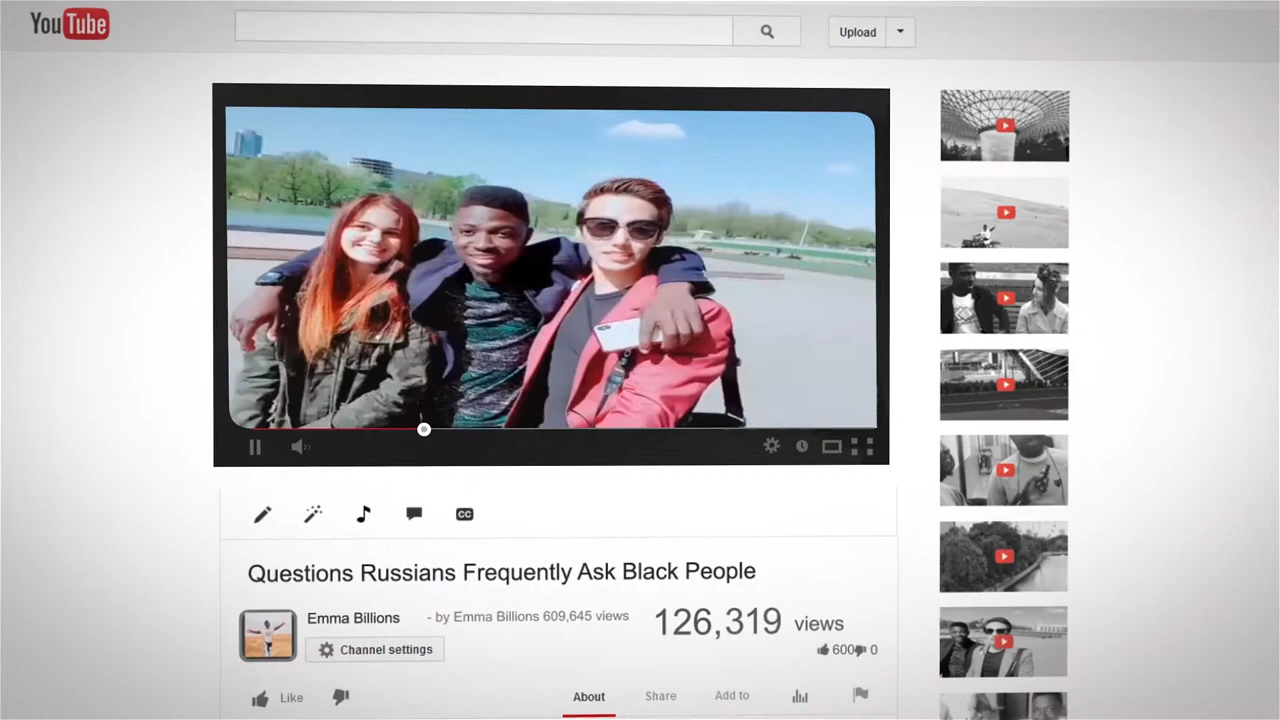 YouTube
Upload
CC
Questions Russians Frequently Ask Black People
Emma Billions
- by Emma Billions 609,645 views
126,319 views
Channel settings
600 0
Like
About
Share
Add to